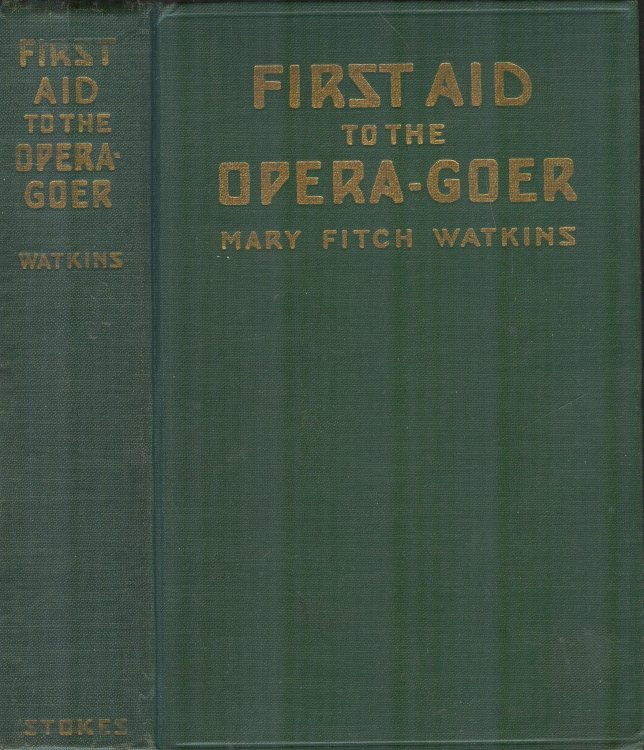 FIRST
AID
TO THE
OPERA-
GOER
WATKINS
STOKES
FIRST AID
TO THE
OPERA-GOER
MARY FITCH WATKINS